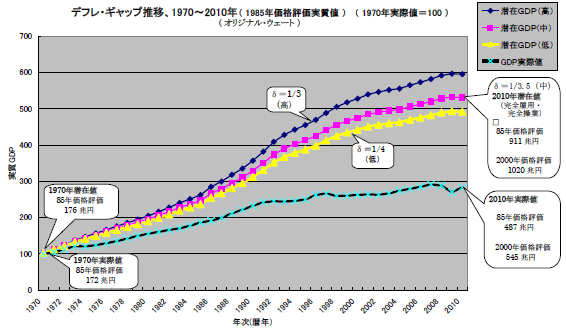 デフレ・ギャップ推移、1970～2010年（1985年価格評価実質値）（1970年実際値＝100）
（オリジナル・ウェート）
潜在GDP（高）
潜在GDP（中）
潜在GDP（低）
GDP実際値
実質GDP
700
600
500
400
300
200
100
0
δ＝1/3
（高）
δ＝1/4
（低）
δ＝1/3.5（中）
2010年潜在値
（完全雇用・
完全操業）
□
85年価格評価
911 兆円
2000年価格評価
1020 兆円
1970年潜在値
85年価格評価
176 兆円
1970年実際値
85年価格評価
172 兆円
2010年実際値
85年価格評価
487 兆円
2000年価格評価
545 兆円
1970 1972 1974 1976 1978 1980 1982 1984 1986 1988 1990 1992 1994 1996 1998 2000 2002 2004 2006 2008 2010
年次（暦年）